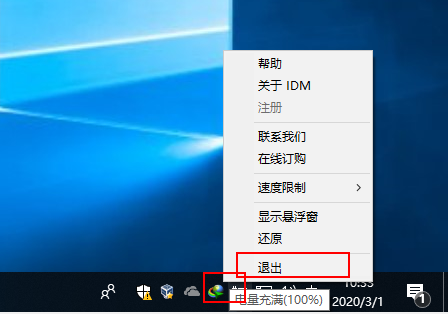 帮助
关于 IDM
注册
联系我们
在线订购
速度限制
显示悬浮窗
还原
退出
10:33
电量充满(100%)
2020/3/1
1